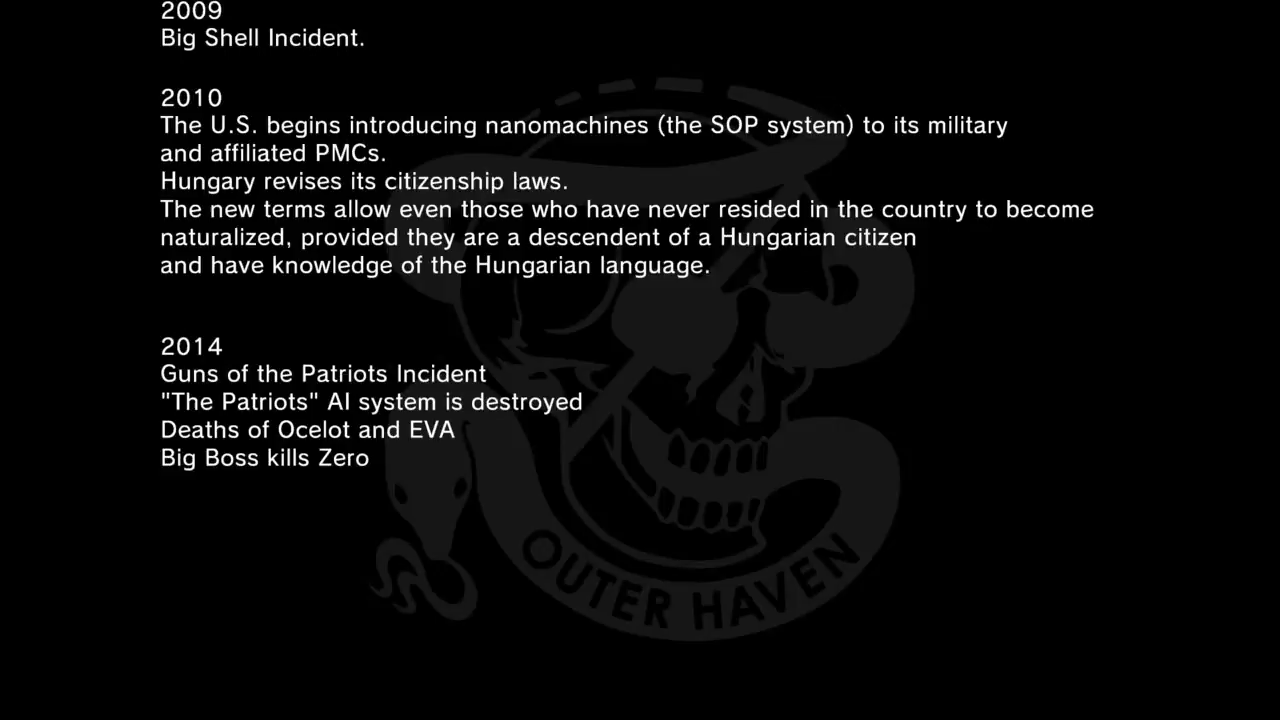 2009
Big Shell Incident.
2010
The U.S. begins introducing nanomachines (the SOP system) to its military
and affiliated PMCs.
Hungary revises its citizenship laws.
The new terms allow even those who have never resided in the country to become
naturalized, provided they are a descendent of a Hungarian citizen
and have knowledge of the Hungarian language.
2014
Guns of the Patriots Incident
"The Patriots" AI system is destroyed
Deaths of Ocelot and EVA
Big Boss kills Zero
OUTER HAVEN